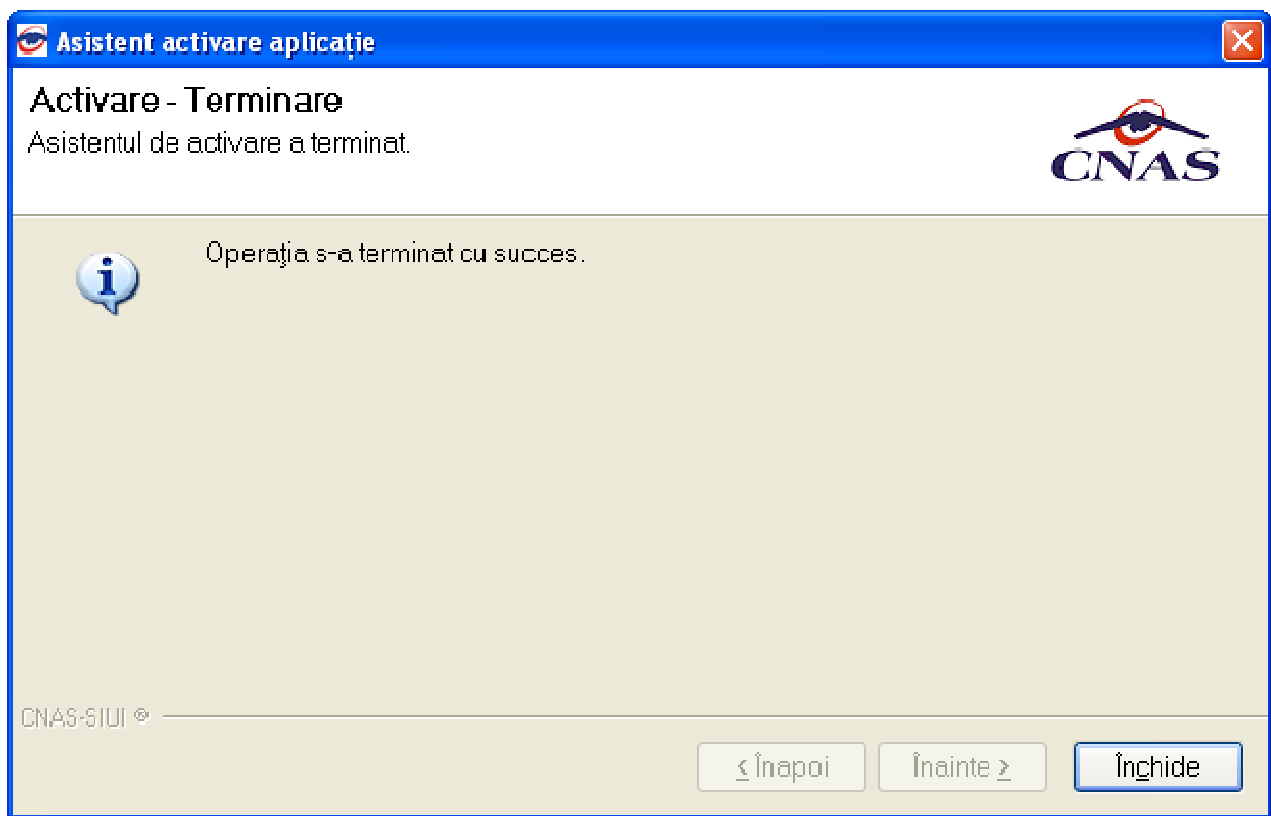 Asistent activare aplicație
Activare - Terminare
Asistentul de activare a terminat.
CNAS
Operaţia s-a terminat cu succes.
CNAS-SIUI ®
< Înapoi
Înainte >
Închide